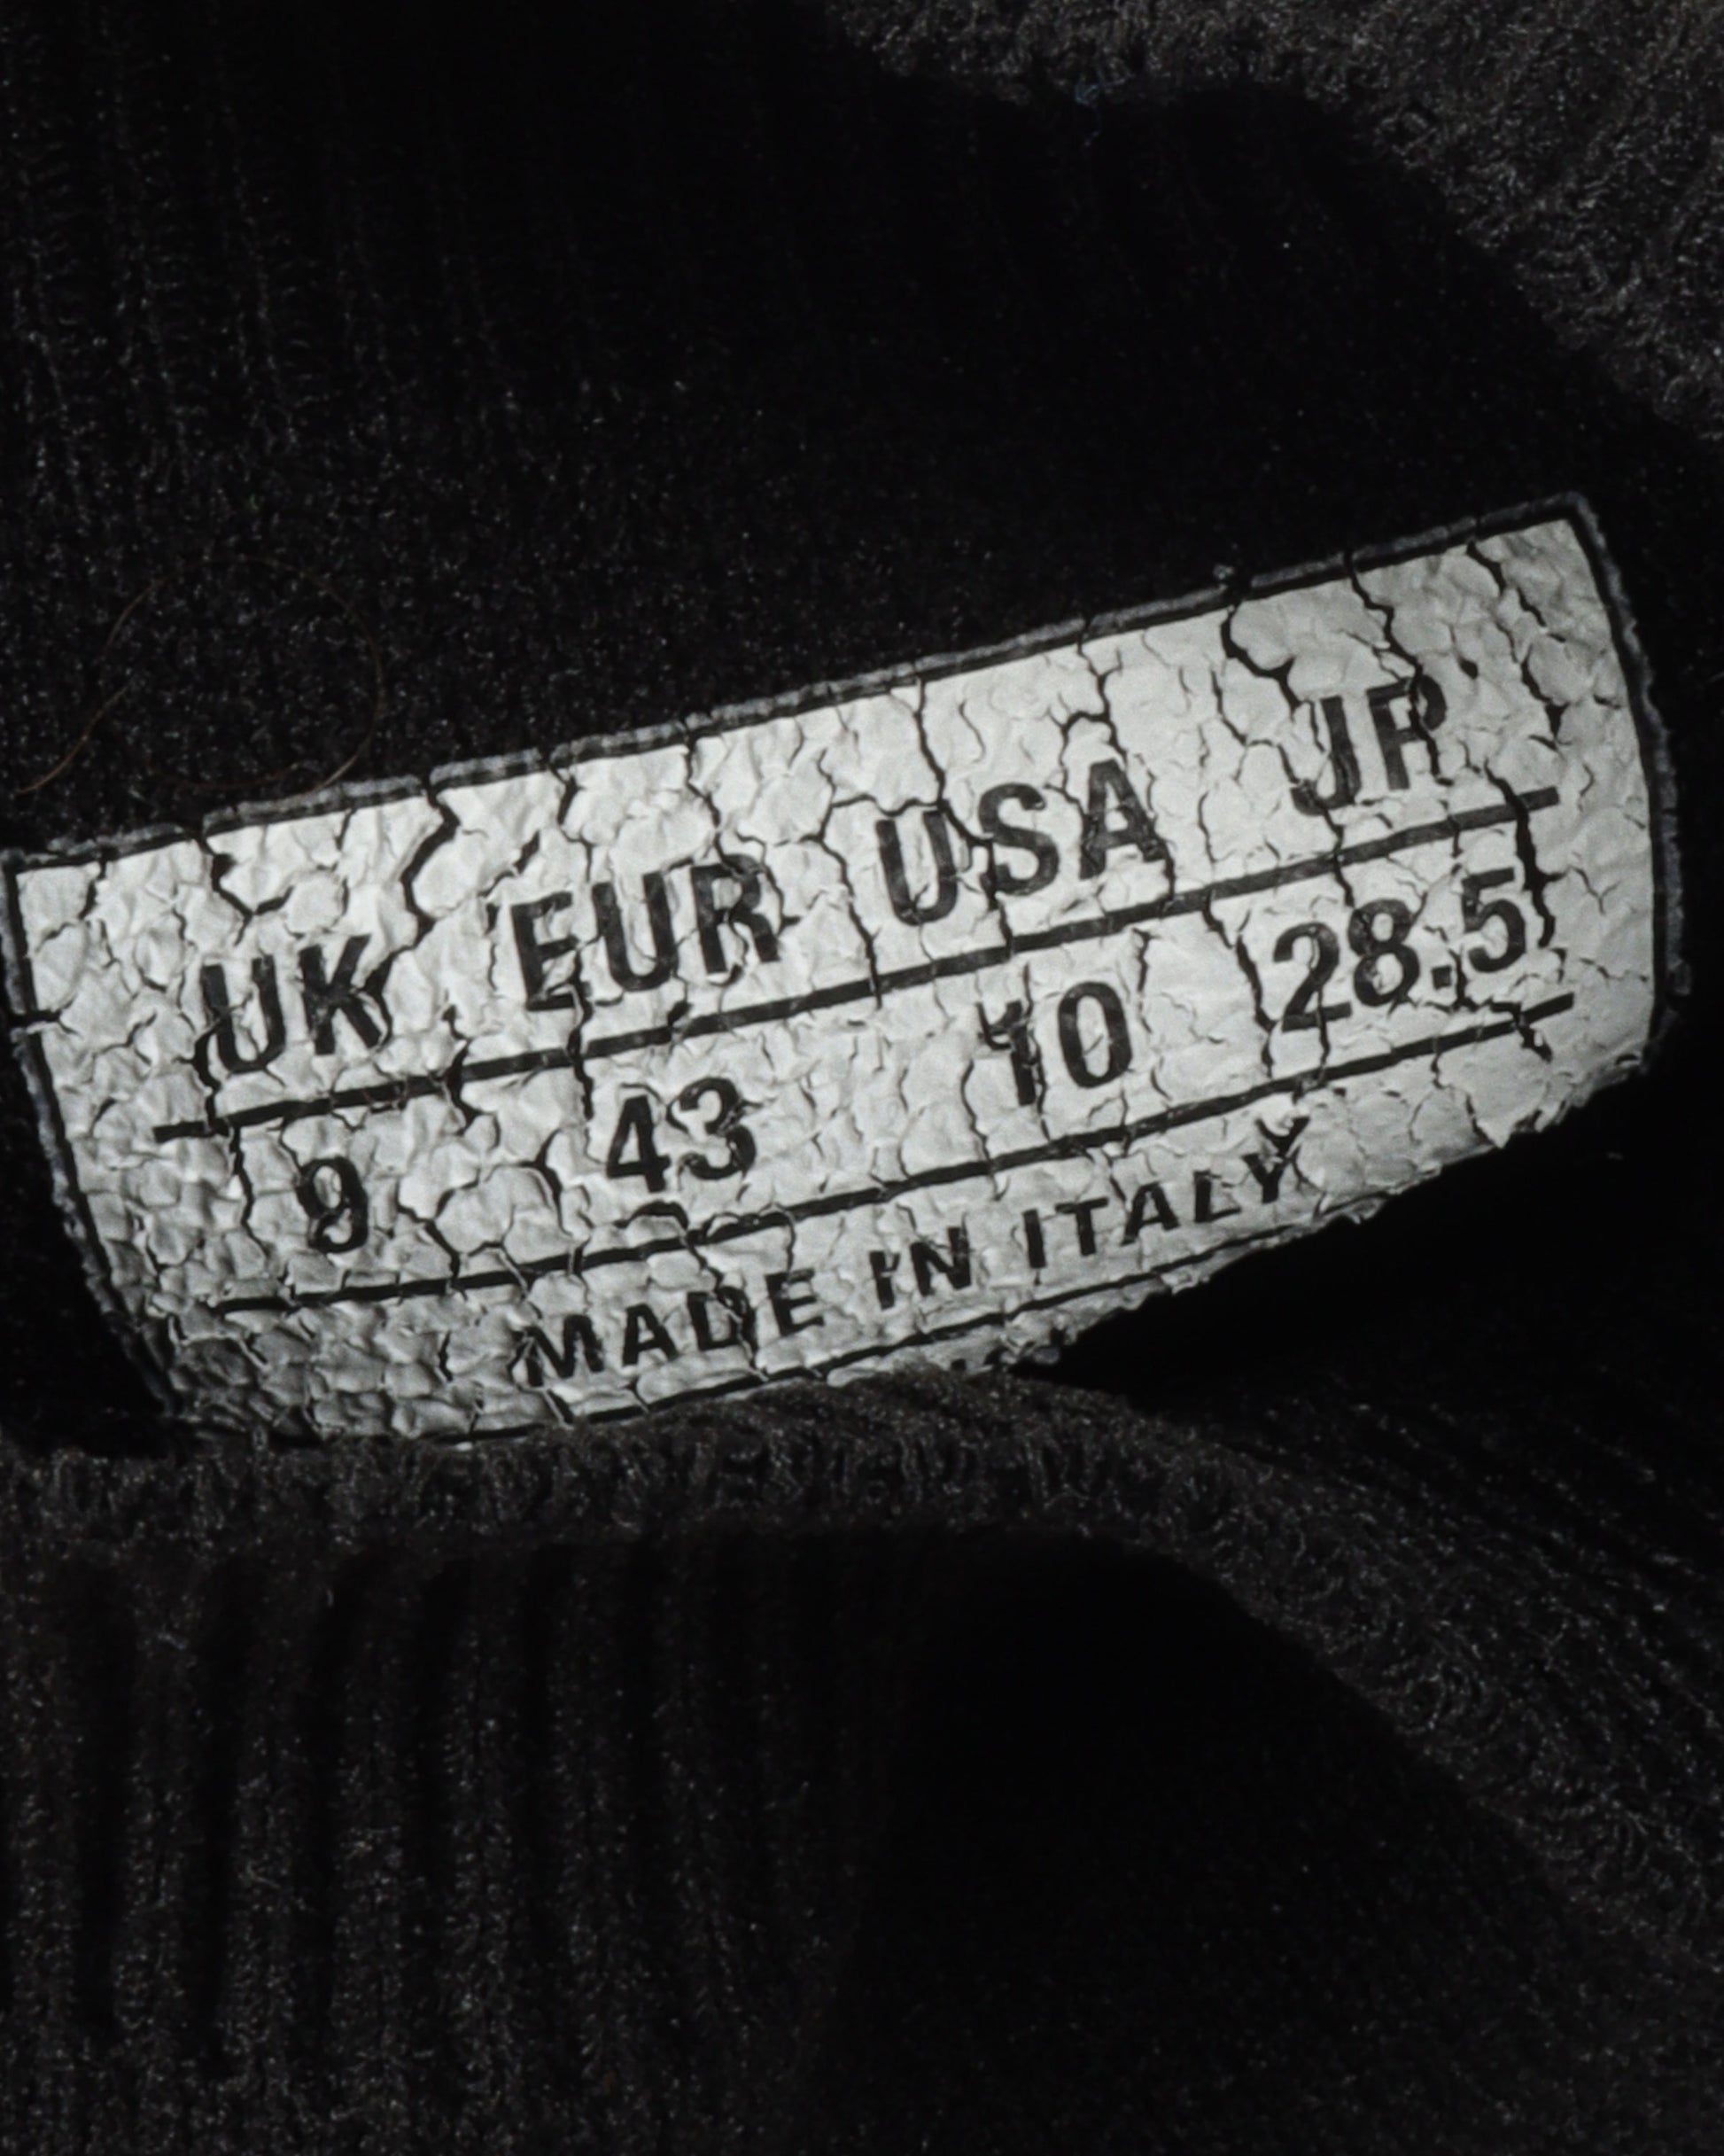 UK EUR USA JP
9 43 10 28.5
MADE IN ITALY